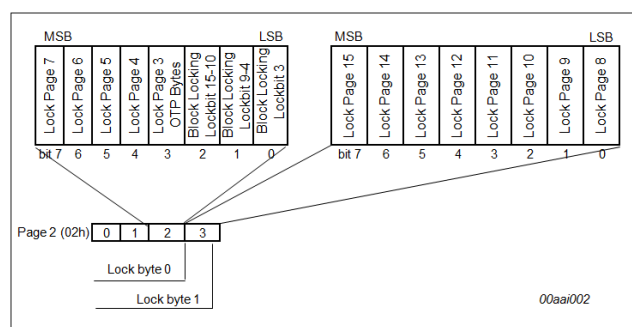 MSB LSB
Lock Page 7
Lock Page 6
Lock Page 5
Lock Page 4
Lock Page 3
OTP Bytes
Block Locking
Lockbit 15-10
Block Locking
Lockbit 9-4
Block Locking
Lockbit 3
bit 7 6 5 4 3 2 1 0
MSB LSB
Lock Page 15
Lock Page 14
Lock Page 13
Lock Page 12
Lock Page 11
Lock Page 10
Lock Page 9
Lock Page 8
bit 7 6 5 4 3 2 1 0
Page 2 (02h) 0 1 2 3
Lock byte 0
Lock byte 1
00aai002